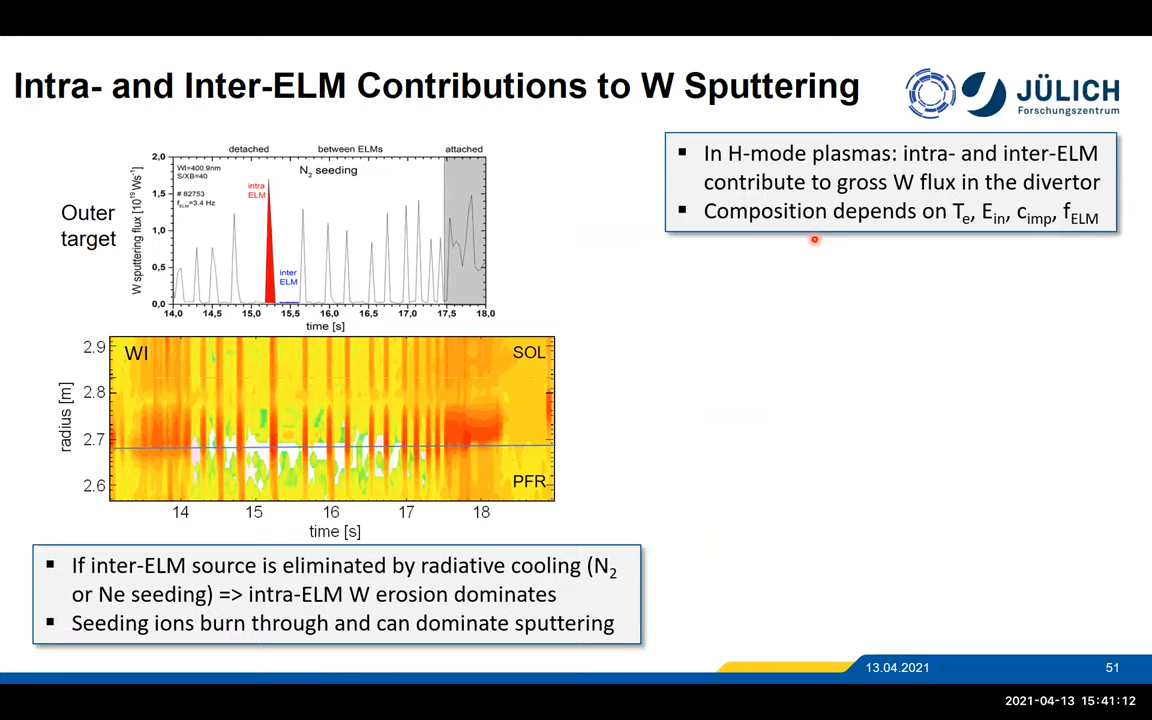 Intra- and Inter-ELM Contributions to W Sputtering
JÜLICH
Forschungszentrum
detached between ELMs attached
Outer
target
W sputtering flux [10¹⁹Ws⁻¹]
2,0
1,5
1,0
0,5
0,0
WI=400.9nm
S/XB=40
# 82753
fELM=3.4 Hz
N₂ seeding
intra
ELM
inter
ELM
14,0 14,5 15,0 15,5 16,0 16,5 17,0 17,5 18,0
time [s]
▪ In H-mode plasmas: intra- and inter-ELM
contribute to gross W flux in the divertor
▪ Composition depends on Te, Ein, cimp, fELM
radius [m]
2.9
2.8
2.7
2.6
WI
SOL
PFR
14 15 16 17 18
time [s]
▪ If inter-ELM source is eliminated by radiative cooling (N₂
or Ne seeding) => intra-ELM W erosion dominates
▪ Seeding ions burn through and can dominate sputtering
13.04.2021 51
2021-04-13 15:41:12